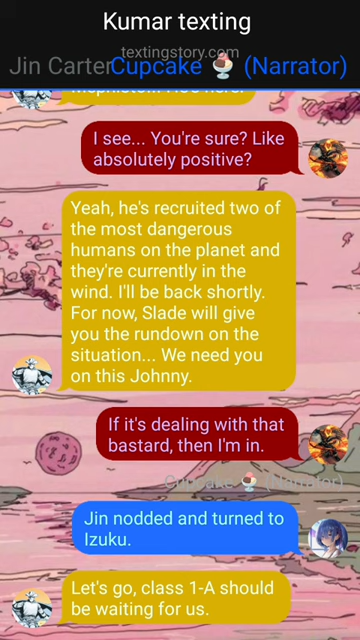 Kumar texting
textingstory.com
Jin Carter Cupcake 🍨 (Narrator)
I see... You're sure? Like
absolutely positive?
Yeah, he's recruited two of
the most dangerous
humans on the planet and
they're currently in the
wind. I'll be back shortly.
For now, Slade will give
you the rundown on the
situation... We need you
on this Johnny.
If it's dealing with that
bastard, then I'm in.
Cupcake 🍨 (Narrator)
Jin nodded and turned to
Izuku.
Let's go, class 1-A should
be waiting for us.